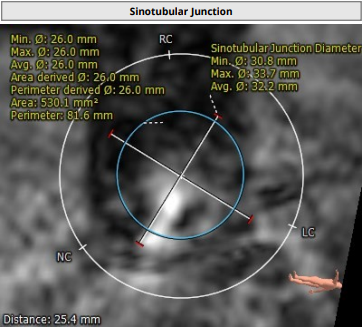 Sinotubular Junction
RC
Min. Ø: 26.0 mm
Max. Ø: 26.0 mm
Avg. Ø: 26.0 mm
Area derived Ø: 26.0 mm
Perimeter derived Ø: 26.0 mm
Area: 530.1 mm²
Perimeter: 81.6 mm
Sinotubular Junction Diameter
Min. Ø: 30.8 mm
Max. Ø: 33.7 mm
Avg. Ø: 32.2 mm
LC
NC
Distance: 25.4 mm